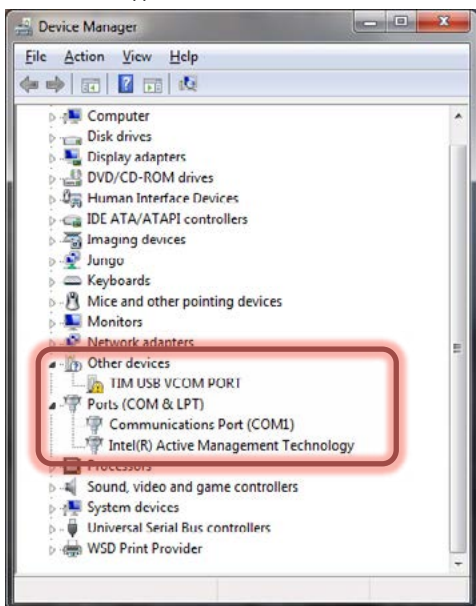 Device Manager
File Action View Help
Computer
Disk drives
Display adapters
DVD/CD-ROM drives
Human Interface Devices
IDE ATA/ATAPI controllers
Imaging devices
Jungo
Keyboards
Mice and other pointing devices
Monitors
Network adapters
Other devices
TIM USB VCOM PORT
Ports (COM & LPT)
Communications Port (COM1)
Intel(R) Active Management Technology
Processors
Sound, video and game controllers
System devices
Universal Serial Bus controllers
WSD Print Provider